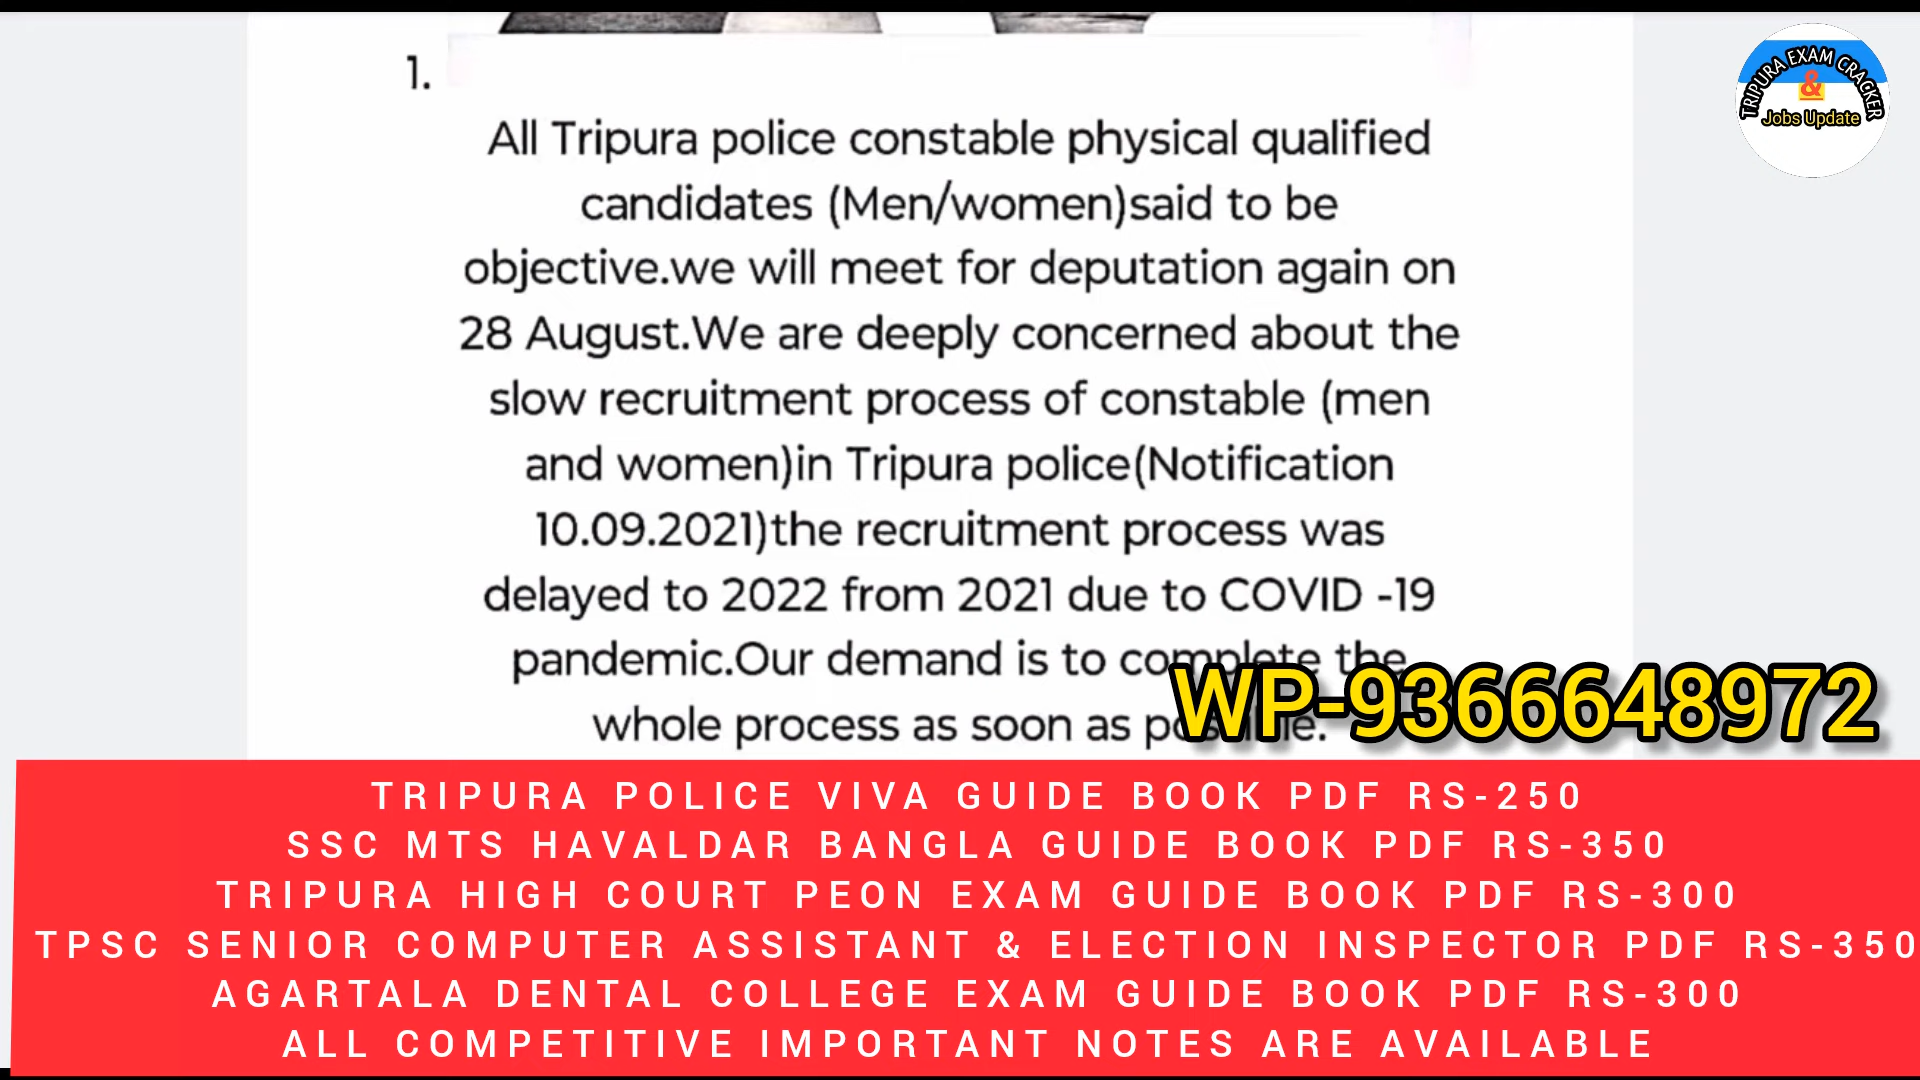 1.
TRIPURA EXAM CRACKER
&
Jobs Update
All Tripura police constable physical qualified
candidates (Men/women)said to be
objective.we will meet for deputation again on
28 August.We are deeply concerned about the
slow recruitment process of constable (men
and women)in Tripura police(Notification
10.09.2021)the recruitment process was
delayed to 2022 from 2021 due to COVID -19
pandemic.Our demand is to complete the
whole process as soon as possible.
WP-9366648972
TRIPURA POLICE VIVA GUIDE BOOK PDF RS-250
SSC MTS HAVALDAR BANGLA GUIDE BOOK PDF RS-350
TRIPURA HIGH COURT PEON EXAM GUIDE BOOK PDF RS-300
TPSC SENIOR COMPUTER ASSISTANT & ELECTION INSPECTOR PDF RS-350
AGARTALA DENTAL COLLEGE EXAM GUIDE BOOK PDF RS-300
ALL COMPETITIVE IMPORTANT NOTES ARE AVAILABLE